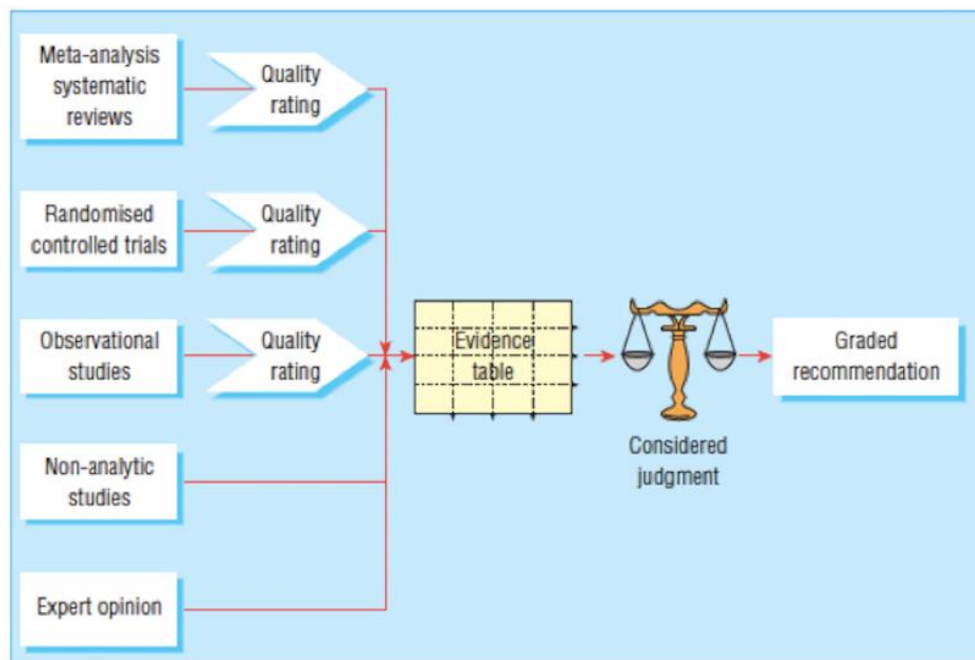 Meta-analysis
systematic
reviews
Quality
rating
Randomised
controlled trials
Quality
rating
Observational
studies
Quality
rating
Non-analytic
studies
Expert opinion
Evidence
table
Considered
judgment
Graded
recommendation